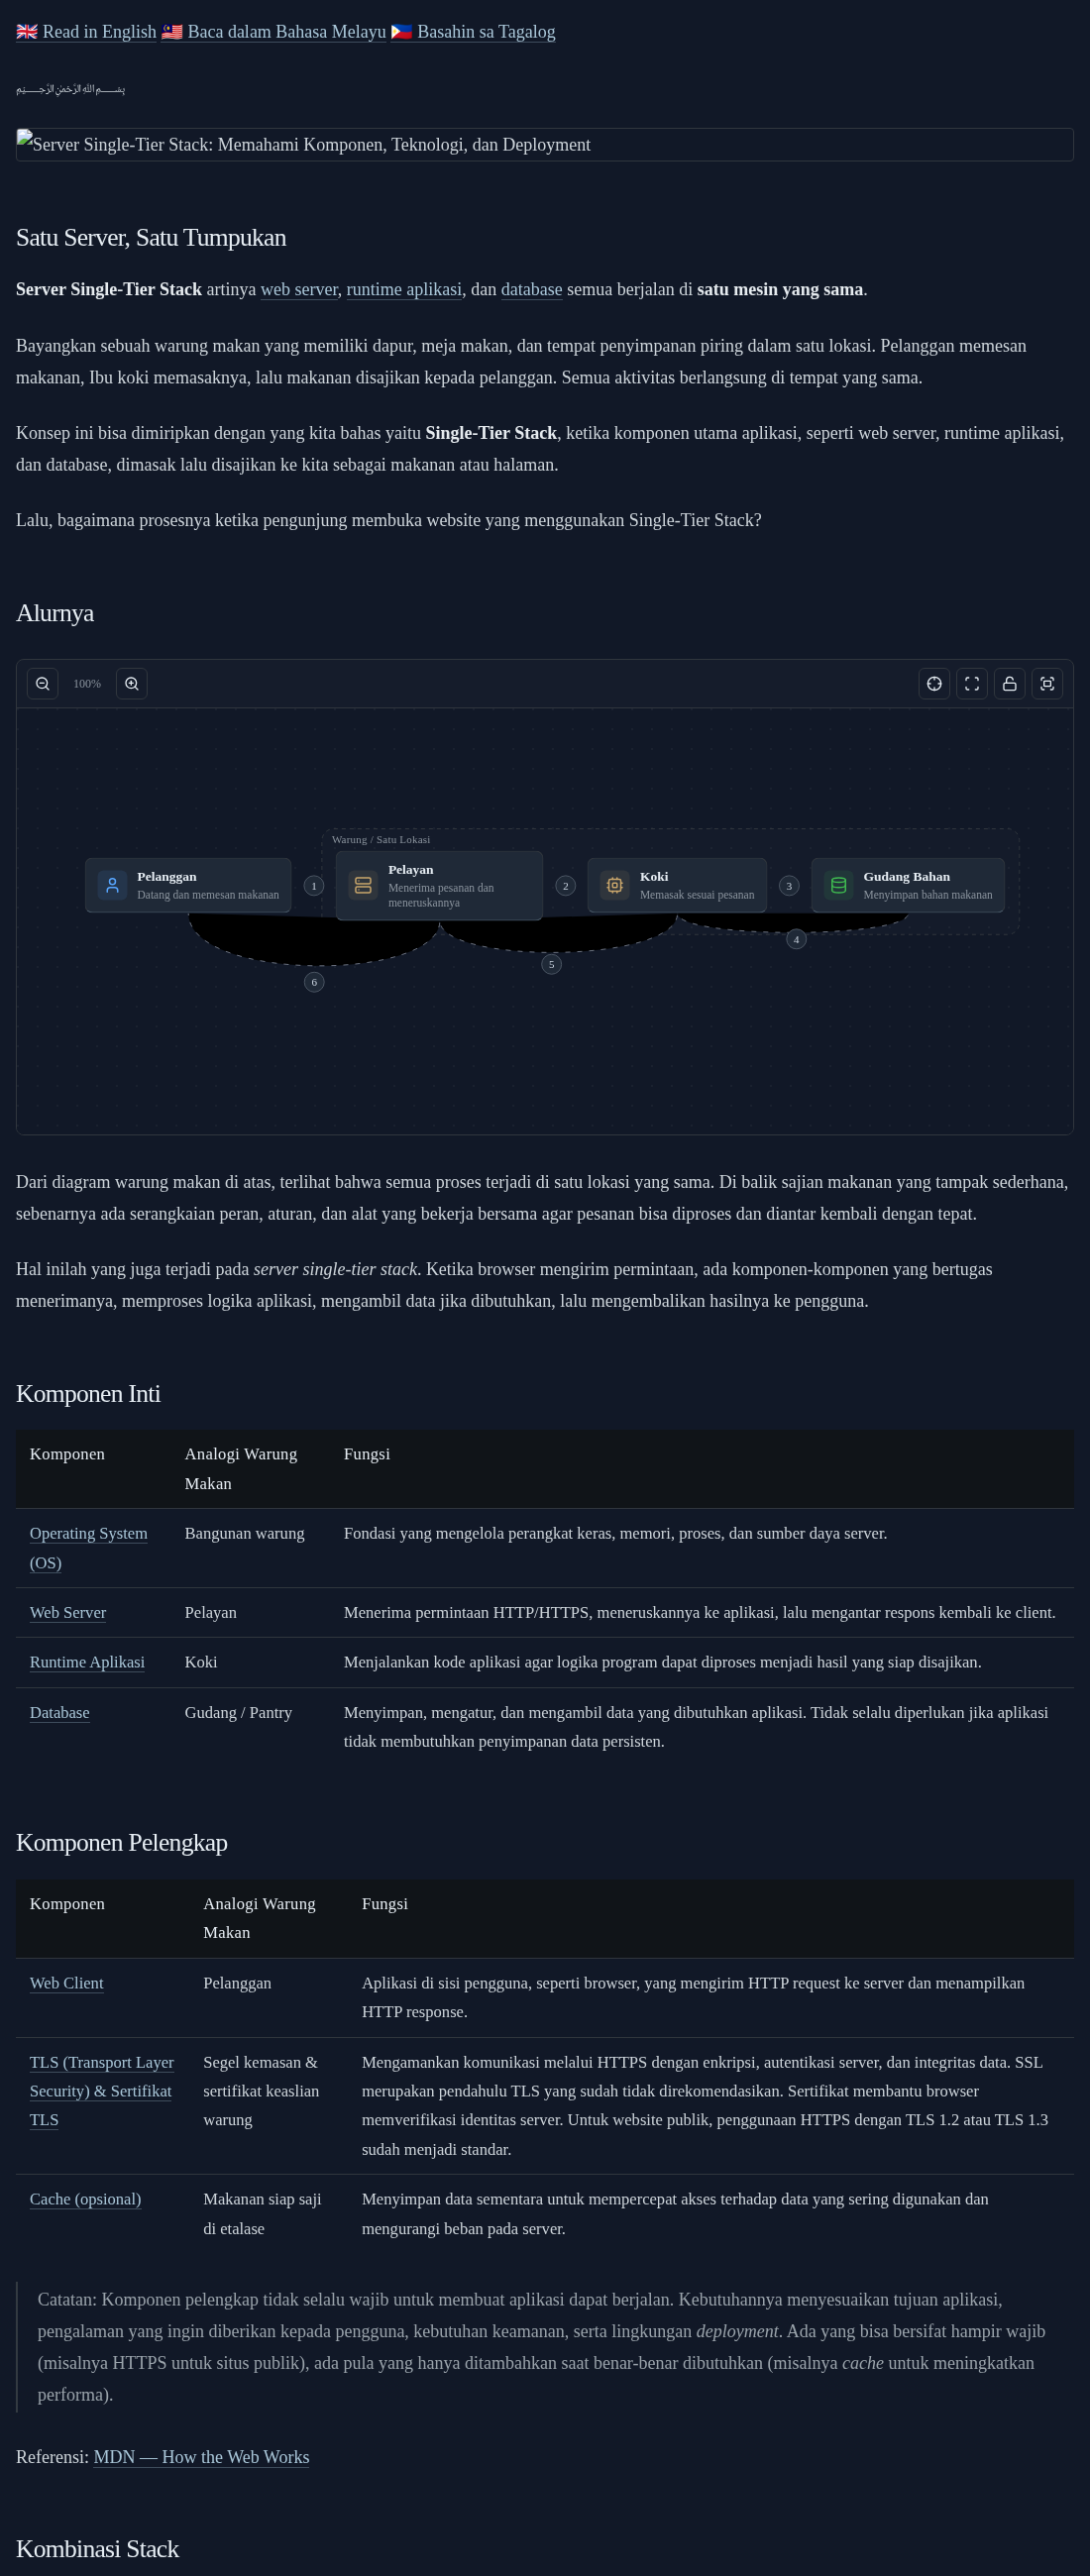 🇬🇧 Read in English 🇲🇾 Baca dalam Bahasa Melayu 🇵🇭 Basahin sa Tagalog
﷽
Server Single-Tier Stack: Memahami Komponen, Teknologi, dan Deployment
Satu Server, Satu Tumpukan
Server Single-Tier Stack artinya web server, runtime aplikasi, dan database semua berjalan di satu mesin yang sama.
Bayangkan sebuah warung makan yang memiliki dapur, meja makan, dan tempat penyimpanan piring dalam satu lokasi. Pelanggan memesan
makanan, Ibu koki memasaknya, lalu makanan disajikan kepada pelanggan. Semua aktivitas berlangsung di tempat yang sama.
Konsep ini bisa dimiripkan dengan yang kita bahas yaitu Single-Tier Stack, ketika komponen utama aplikasi, seperti web server, runtime aplikasi,
dan database, dimasak lalu disajikan ke kita sebagai makanan atau halaman.
Lalu, bagaimana prosesnya ketika pengunjung membuka website yang menggunakan Single-Tier Stack?
Alurnya
100%
Warung / Satu Lokasi
Pelanggan
Datang dan memesan makanan
1
Pelayan
Menerima pesanan dan
meneruskannya
2
Koki
Memasak sesuai pesanan
3
Gudang Bahan
Menyimpan bahan makanan
4
5
6
Dari diagram warung makan di atas, terlihat bahwa semua proses terjadi di satu lokasi yang sama. Di balik sajian makanan yang tampak sederhana,
sebenarnya ada serangkaian peran, aturan, dan alat yang bekerja bersama agar pesanan bisa diproses dan diantar kembali dengan tepat.
Hal inilah yang juga terjadi pada server single-tier stack. Ketika browser mengirim permintaan, ada komponen-komponen yang bertugas
menerimanya, memproses logika aplikasi, mengambil data jika dibutuhkan, lalu mengembalikan hasilnya ke pengguna.
Komponen Inti
Komponen
Analogi Warung
Makan
Fungsi
Operating System
(OS)
Bangunan warung
Fondasi yang mengelola perangkat keras, memori, proses, dan sumber daya server.
Web Server
Pelayan
Menerima permintaan HTTP/HTTPS, meneruskannya ke aplikasi, lalu mengantar respons kembali ke client.
Runtime Aplikasi
Koki
Menjalankan kode aplikasi agar logika program dapat diproses menjadi hasil yang siap disajikan.
Database
Gudang / Pantry
Menyimpan, mengatur, dan mengambil data yang dibutuhkan aplikasi. Tidak selalu diperlukan jika aplikasi
tidak membutuhkan penyimpanan data persisten.
Komponen Pelengkap
Komponen
Analogi Warung
Makan
Fungsi
Web Client
Pelanggan
Aplikasi di sisi pengguna, seperti browser, yang mengirim HTTP request ke server dan menampilkan
HTTP response.
TLS (Transport Layer
Security) & Sertifikat
TLS
Segel kemasan &
sertifikat keaslian
warung
Mengamankan komunikasi melalui HTTPS dengan enkripsi, autentikasi server, dan integritas data. SSL
merupakan pendahulu TLS yang sudah tidak direkomendasikan. Sertifikat membantu browser
memverifikasi identitas server. Untuk website publik, penggunaan HTTPS dengan TLS 1.2 atau TLS 1.3
sudah menjadi standar.
Cache (opsional)
Makanan siap saji
di etalase
Menyimpan data sementara untuk mempercepat akses terhadap data yang sering digunakan dan
mengurangi beban pada server.
Catatan: Komponen pelengkap tidak selalu wajib untuk membuat aplikasi dapat berjalan. Kebutuhannya menyesuaikan tujuan aplikasi,
pengalaman yang ingin diberikan kepada pengguna, kebutuhan keamanan, serta lingkungan deployment. Ada yang bisa bersifat hampir wajib
(misalnya HTTPS untuk situs publik), ada pula yang hanya ditambahkan saat benar-benar dibutuhkan (misalnya cache untuk meningkatkan
performa).
Referensi: MDN — How the Web Works
Kombinasi Stack